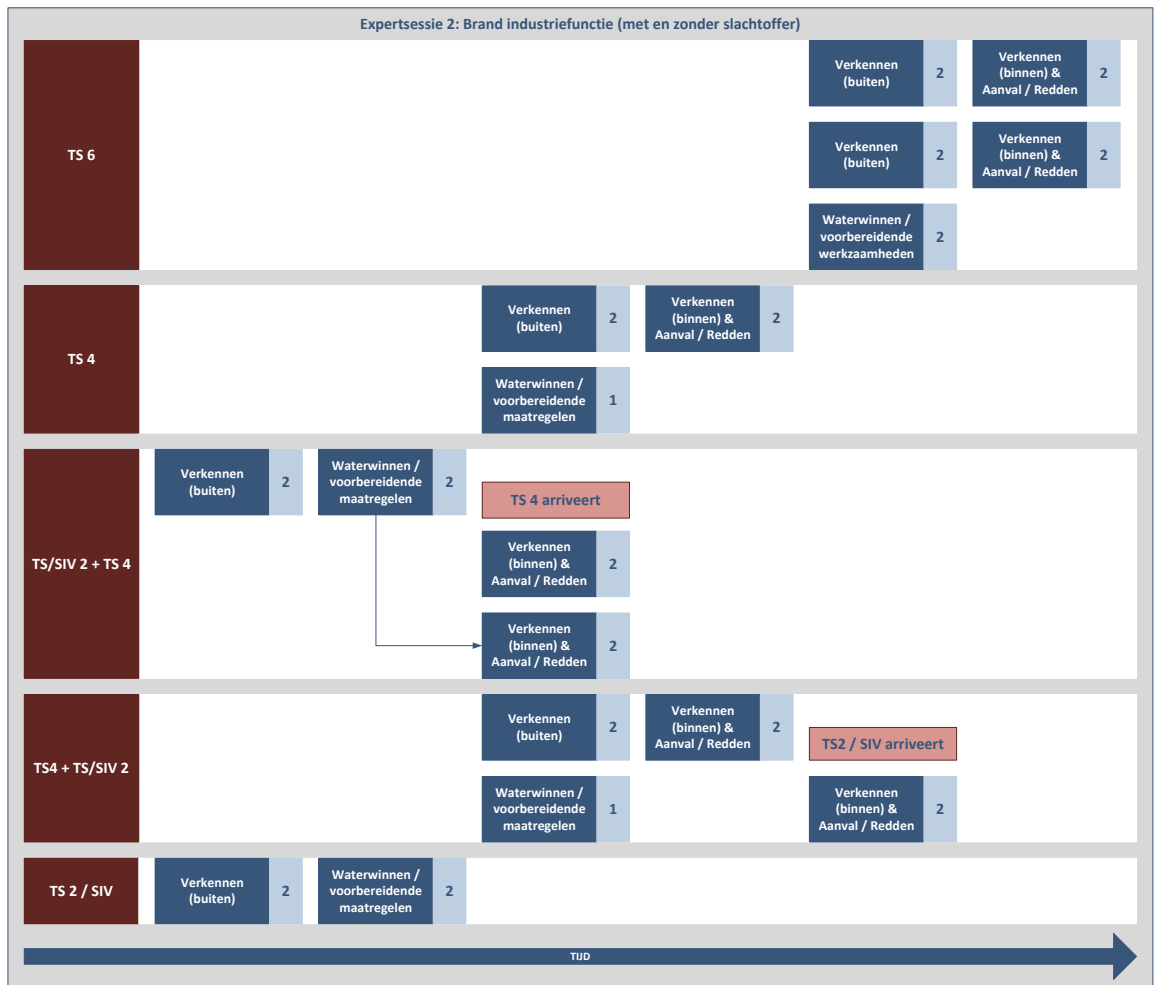 Expertsessie 2: Brand industriefunctie (met en zonder slachtoffer)
TS 6
Verkennen
(buiten)
2
Verkennen
(binnen) &
Aanval / Redden
2
Verkennen
(buiten)
2
Verkennen
(binnen) &
Aanval / Redden
2
Waterwinnen /
voorbereidende
werkzaamheden
2
TS 4
Verkennen
(buiten)
2
Verkennen
(binnen) &
Aanval / Redden
2
Waterwinnen /
voorbereidende
maatregelen
1
TS/SIV 2 + TS 4
Verkennen
(buiten)
2
Waterwinnen /
voorbereidende
maatregelen
2
TS 4 arriveert
Verkennen
(binnen) &
Aanval / Redden
2
Verkennen
(binnen) &
Aanval / Redden
2
TS4 + TS/SIV 2
Verkennen
(buiten)
2
Verkennen
(binnen) &
Aanval / Redden
2
TS2 / SIV arriveert
Waterwinnen /
voorbereidende
maatregelen
1
Verkennen
(binnen) &
Aanval / Redden
2
TS 2 / SIV
Verkennen
(buiten)
2
Waterwinnen /
voorbereidende
maatregelen
2
TIJD